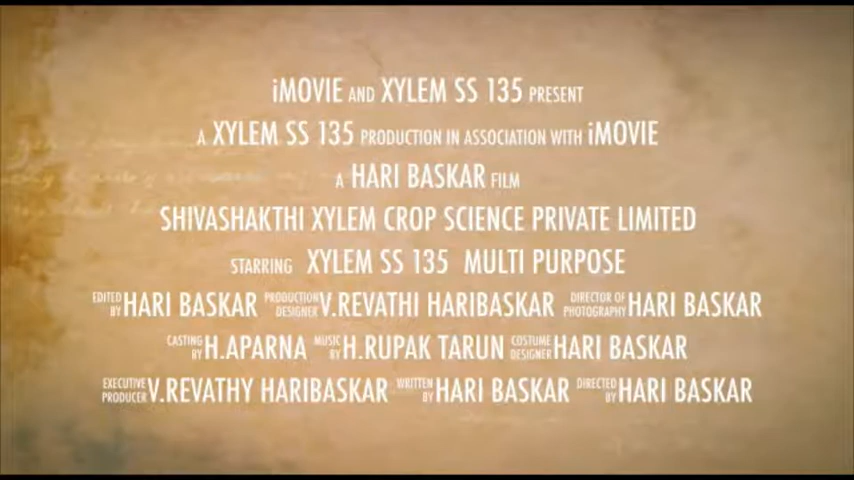 iMOVIE AND XYLEM SS 135 PRESENT
A XYLEM SS 135 PRODUCTION IN ASSOCIATION WITH iMOVIE
A HARI BASKAR FILM
SHIVASHAKTHI XYLEM CROP SCIENCE PRIVATE LIMITED
STARRING XYLEM SS 135 MULTI PURPOSE
EDITED BY HARI BASKAR PRODUCTION DESIGNER V.REVATHI HARIBASKAR DIRECTOR OF PHOTOGRAPHY HARI BASKAR
CASTING BY H.APARNA MUSIC BY H.RUPAK TARUN COSTUME DESIGNER HARI BASKAR
EXECUTIVE PRODUCER V.REVATHY HARIBASKAR WRITTEN BY HARI BASKAR DIRECTED BY HARI BASKAR